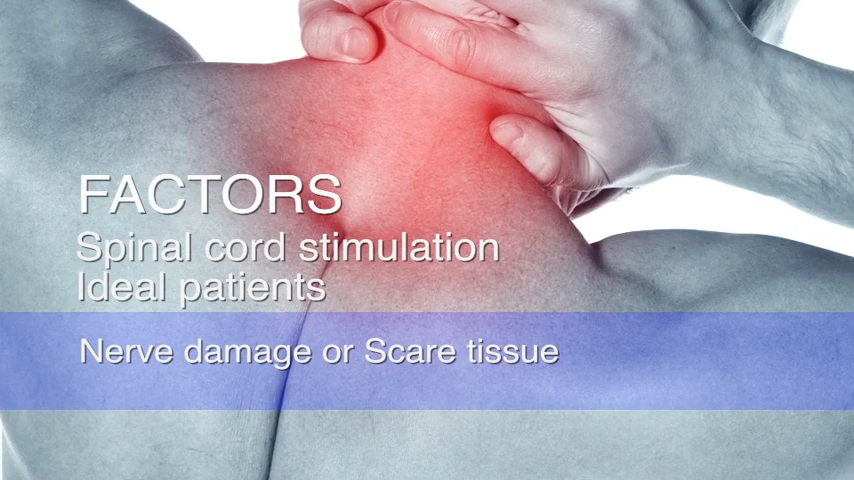 FACTORS
Spinal cord stimulation
Ideal patients
Nerve damage or Scare tissue